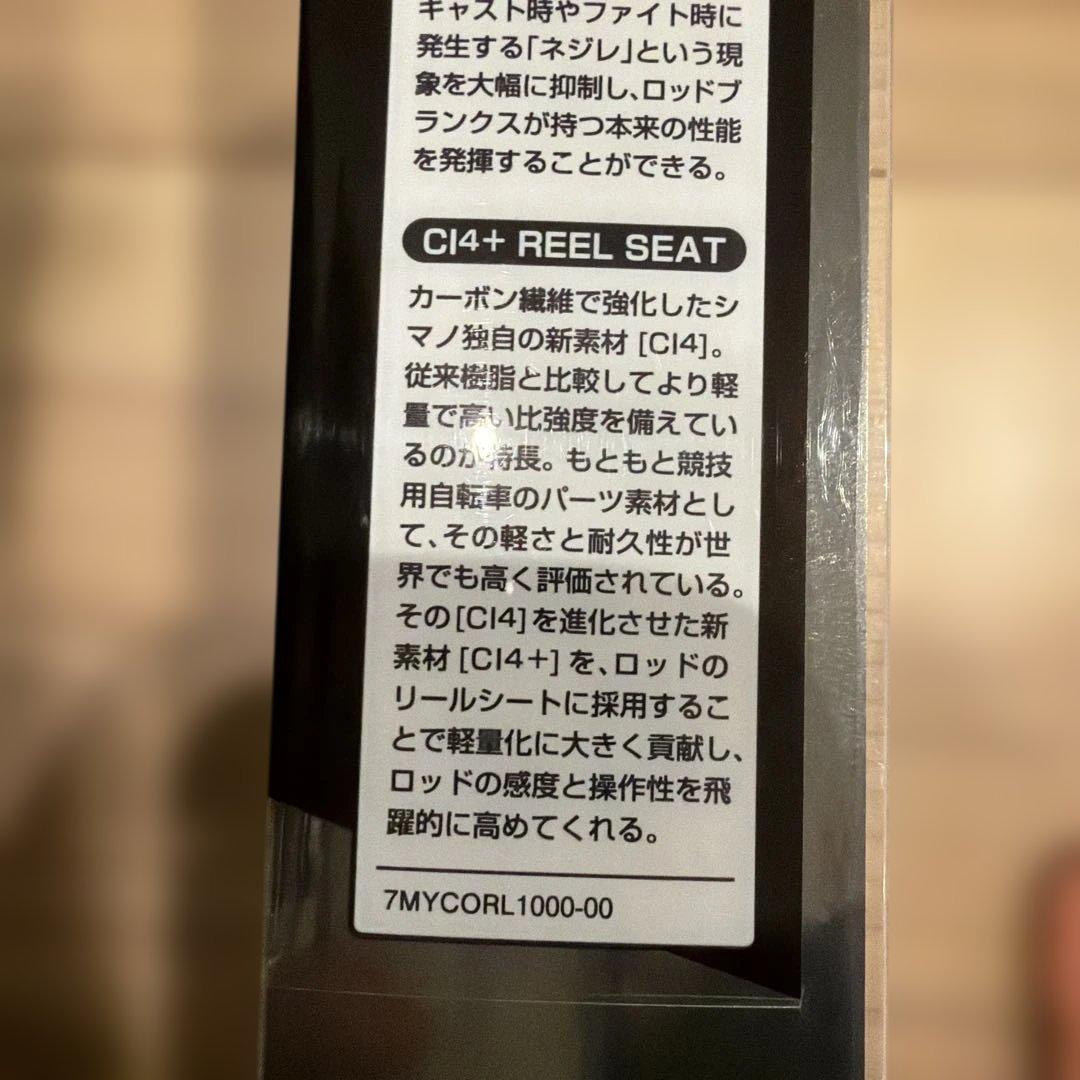 キャスト時やファイト時に
発生する「ネジレ」という現
象を大幅に抑制し、ロッドブ
ランクスが持つ本来の性能
を発揮することができる。
CI4+ REEL SEAT
カーボン繊維で強化したシ
マノ独自の新素材 [CI4]。
従来樹脂と比較してより軽
量で高い比強度を備えてい
るのが特長。もともと競技
用自転車のパーツ素材とし
て、その軽さと耐久性が世
界でも高く評価されている。
その[CI4]を進化させた新
素材 [CI4+] を、ロッドの
リールシートに採用するこ
とで軽量化に大きく貢献し、
ロッドの感度と操作性を飛
躍的に高めてくれる。
7MYCORL1000-00